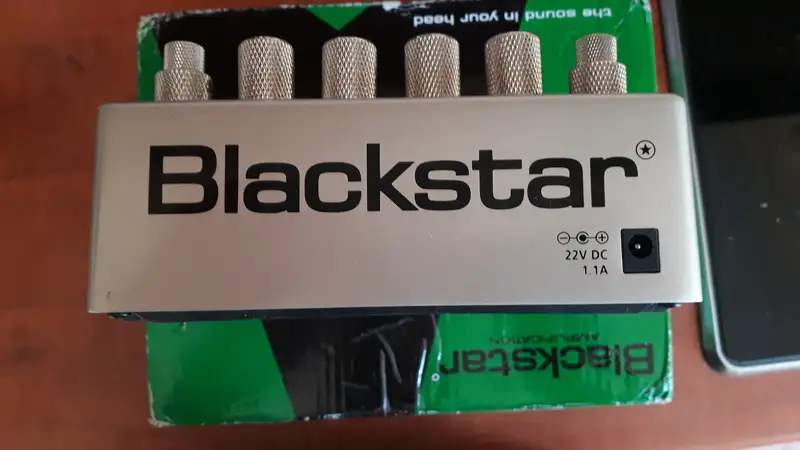 the sound in your head
Blackstar
22V DC
1.1A
Blackstar
AMPLIFICATION